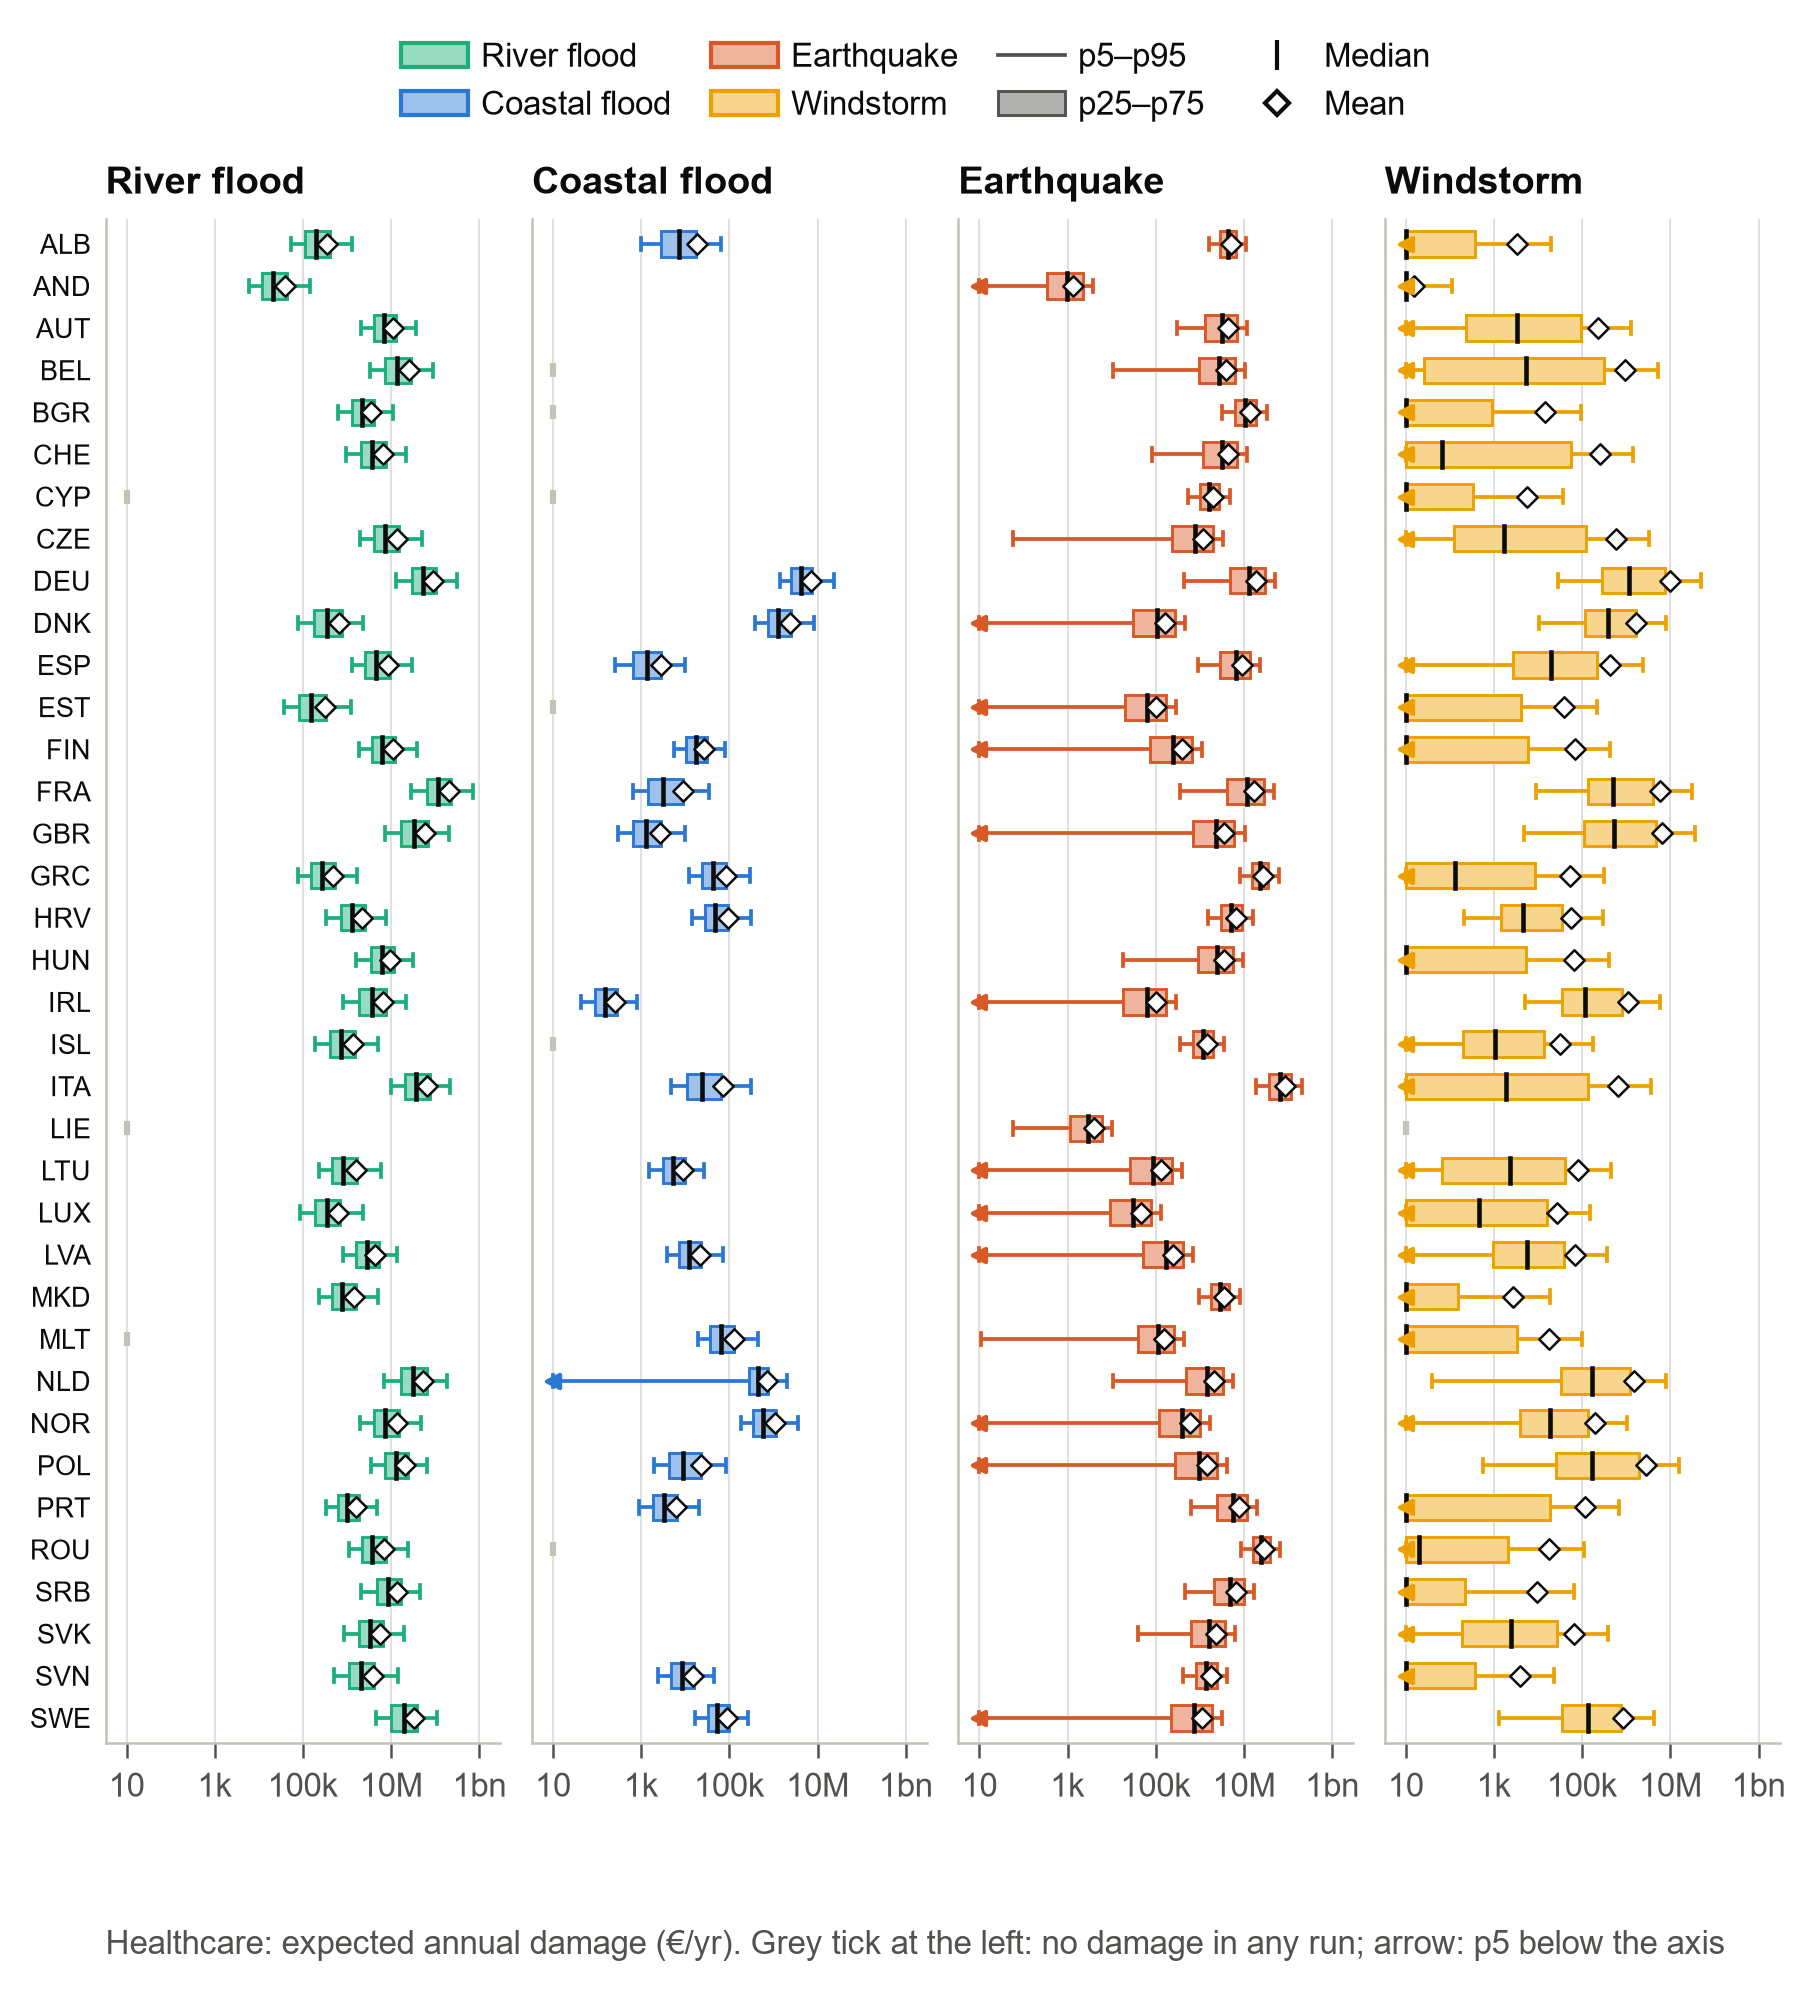 River flood
Earthquake
p5–p95
Median
Coastal flood
Windstorm
p25–p75
Mean
River flood
Coastal flood
Earthquake
Windstorm
ALB
AND
AUT
BEL
BGR
CHE
CYP
CZE
DEU
DNK
ESP
EST
FIN
FRA
GBR
GRC
HRV
HUN
IRL
ISL
ITA
LIE
LTU
LUX
LVA
MKD
MLT
NLD
NOR
POL
PRT
ROU
SRB
SVK
SVN
SWE
10 1k 100k 10M 1bn
10 1k 100k 10M 1bn
10 1k 100k 10M 1bn
10 1k 100k 10M 1bn
Healthcare: expected annual damage (€/yr). Grey tick at the left: no damage in any run; arrow: p5 below the axis